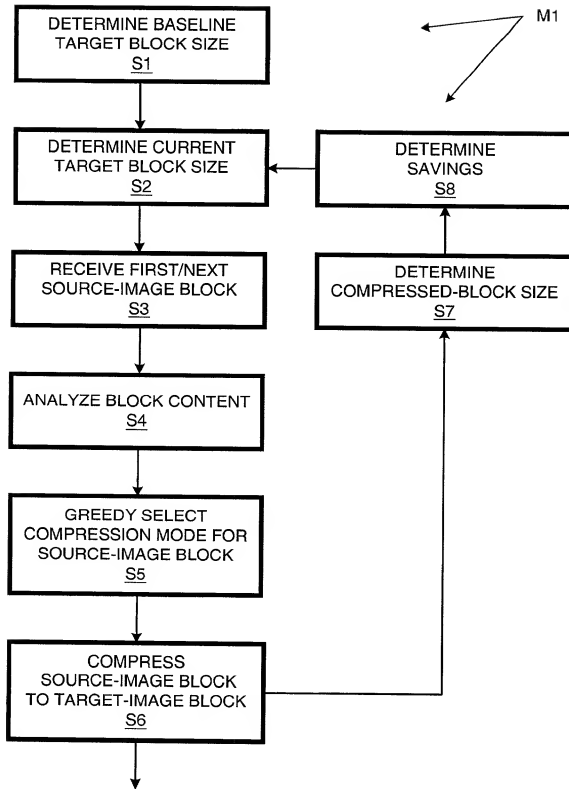 M1
DETERMINE BASELINE
TARGET BLOCK SIZE
S1
DETERMINE CURRENT
TARGET BLOCK SIZE
S2
DETERMINE
SAVINGS
S8
RECEIVE FIRST/NEXT
SOURCE-IMAGE BLOCK
S3
DETERMINE
COMPRESSED-BLOCK SIZE
S7
ANALYZE BLOCK CONTENT
S4
GREEDY SELECT
COMPRESSION MODE FOR
SOURCE-IMAGE BLOCK
S5
COMPRESS
SOURCE-IMAGE BLOCK
TO TARGET-IMAGE BLOCK
S6